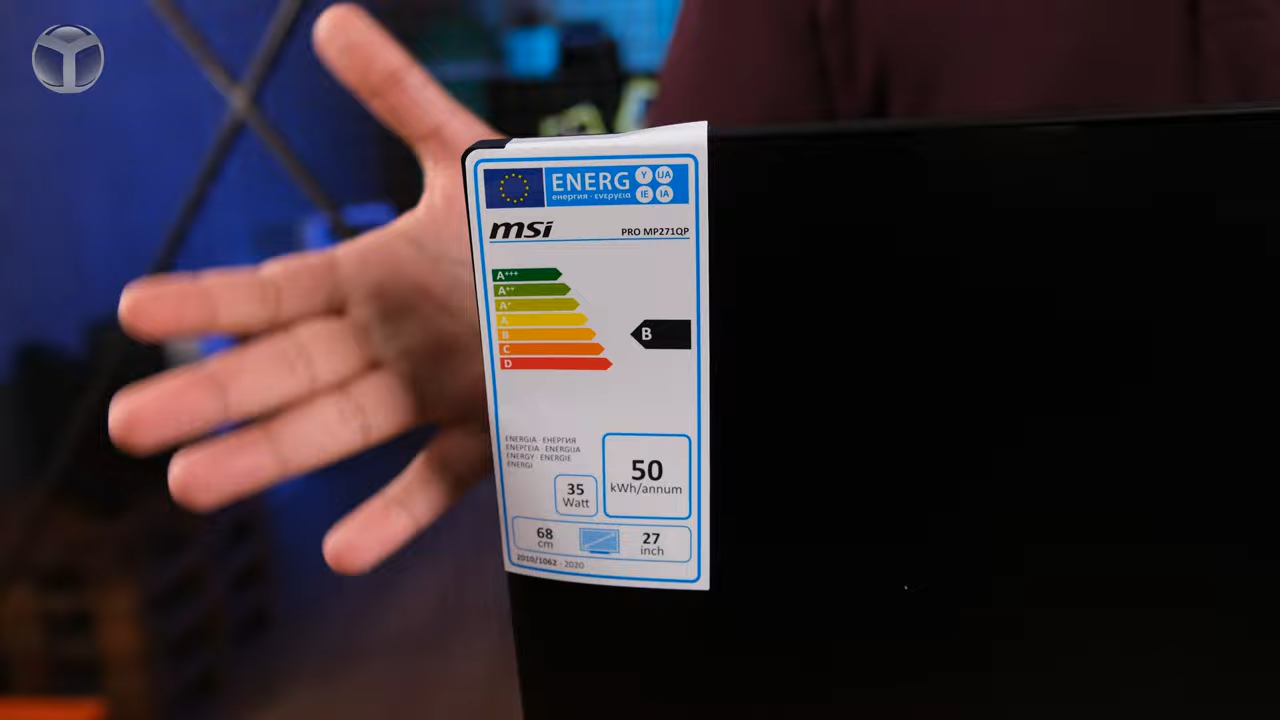 ENERG Y IJA
енергия · ενεργεια IE IA
msi PRO MP271QP
A+++
A++
A+
A
B
B
C
D
ENERGIA · ЕНЕРГИЯ
ΕΝΕΡΓΕΙΑ · ENERGIJA
ENERGY · ENERGIE
ENERGI
50
kWh/annum
35
Watt
68
cm
27
inch
2010/1062 - 2020